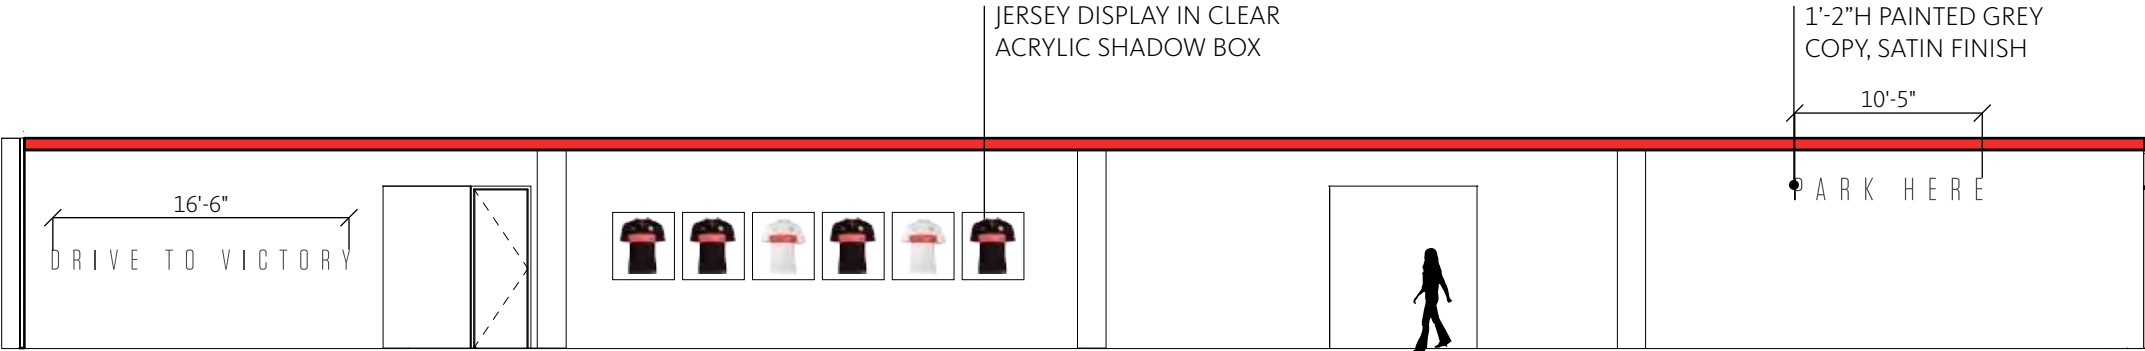 JERSEY DISPLAY IN CLEAR
ACRYLIC SHADOW BOX
1’-2”H PAINTED GREY
COPY, SATIN FINISH
10'-5"
16'-6"
PARK HERE
DRIVE TO VICTORY